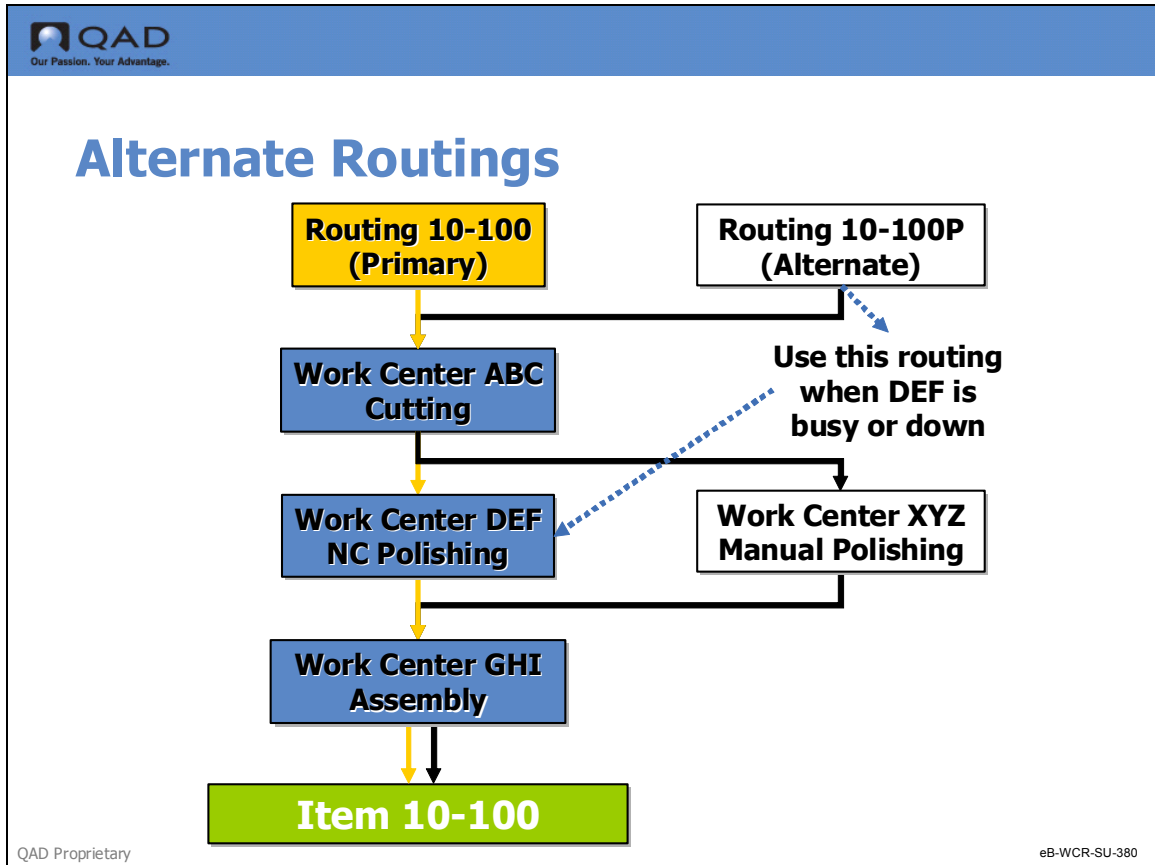 QAD
Our Passion. Your Advantage.
Alternate Routings
Routing 10-100
(Primary)
Routing 10-100P
(Alternate)
Work Center ABC
Cutting
Use this routing
when DEF is
busy or down
Work Center DEF
NC Polishing
Work Center XYZ
Manual Polishing
Work Center GHI
Assembly
Item 10-100
QAD Proprietary
eB-WCR-SU-380